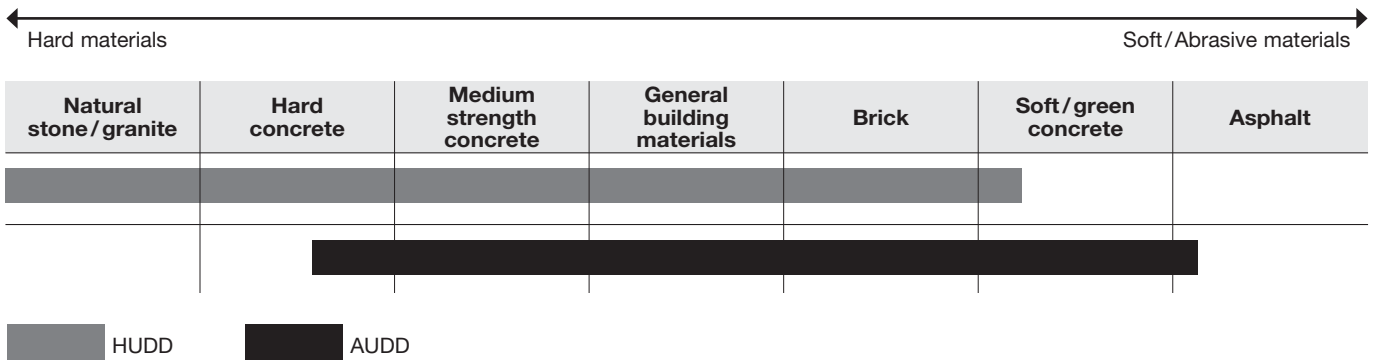 Hard materials
Soft/Abrasive materials
Natural
stone/granite
Hard
concrete
Medium
strength
concrete
General
building
materials
Brick
Soft/green
concrete
Asphalt
HUDD
AUDD